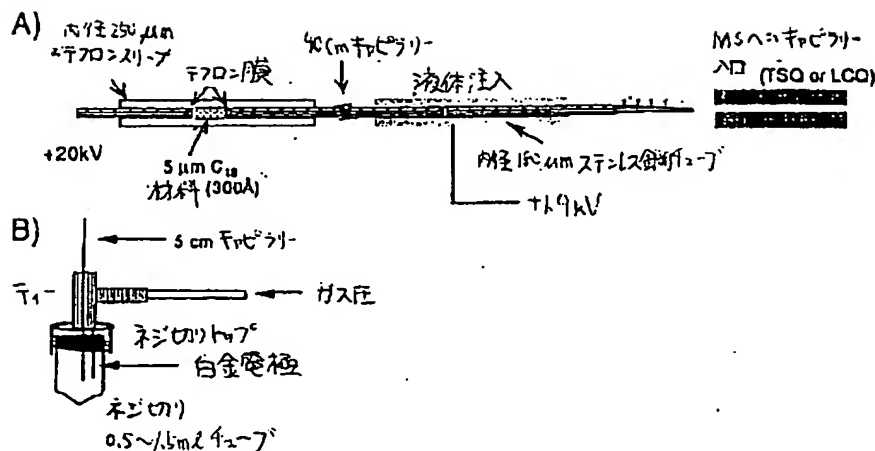 A)
内径250μm
テフロンスリーブ
テフロン膜
40cmキャピラリー
液体注入
MSへのキャピラリー
入口 (TSQ or LCQ)
+20kV
5 μm C18
材料(300Å)
内径150μmステンレス鋼チューブ
B)
5 cm キャピラリー
ティー
ガス圧
ネジ切りトップ
白金電極
ネジ切り
0.5~1.5mlチューブ